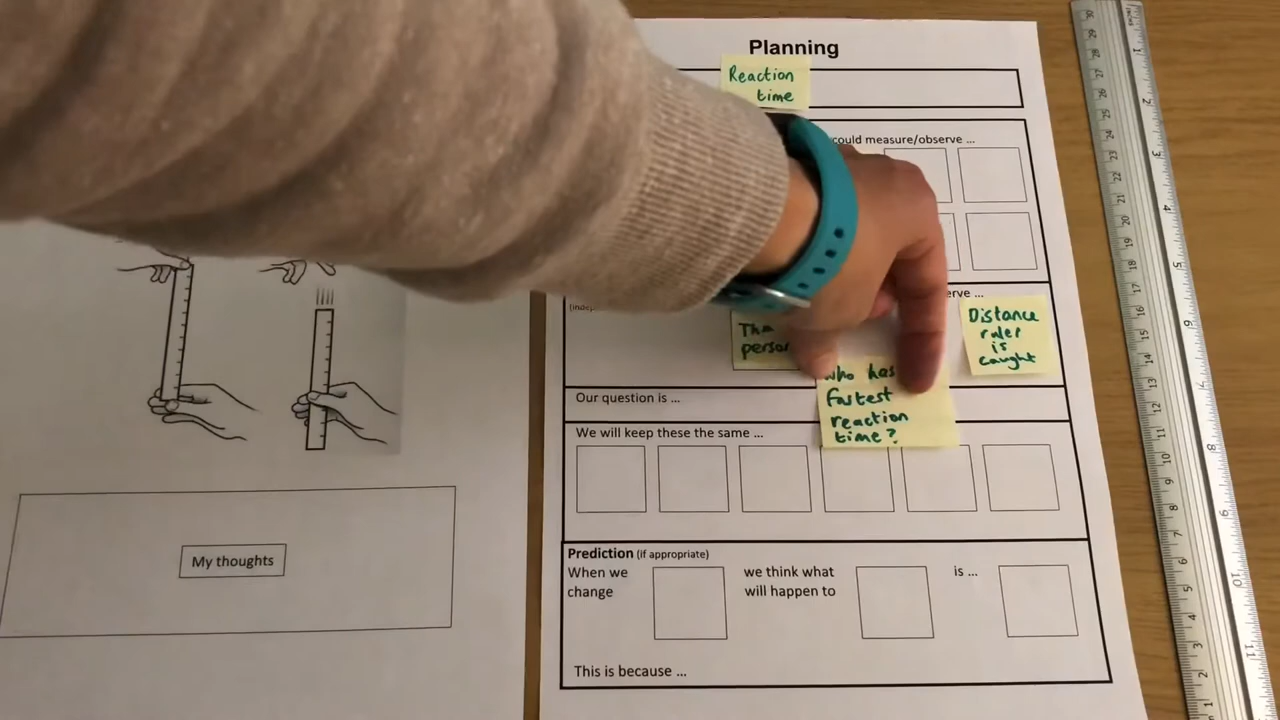 Planning
Reaction
time
could measure/observe ...
Distance
ruler
is
caught
person
Who has
fastest
reaction
time?
Our question is ...
We will keep these the same ...
Prediction (if appropriate)
When we
change
we think what
will happen to
is ...
This is because ...
My thoughts